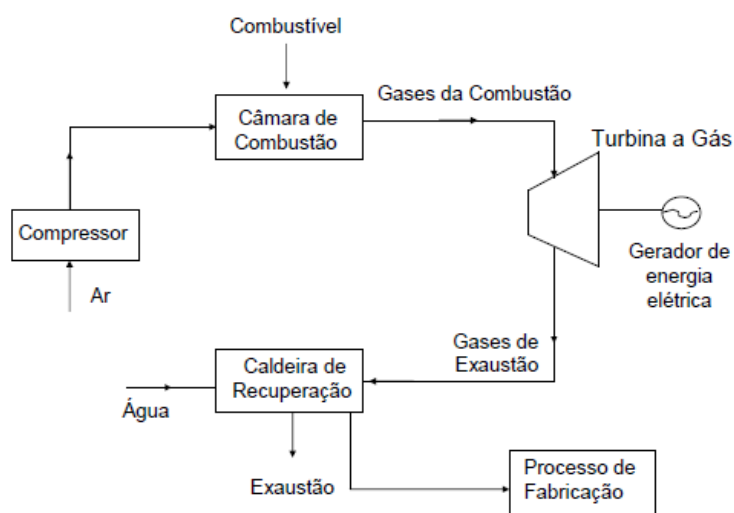 Combustível
Câmara de
Combustão
Gases da Combustão
Turbina a Gás
Compressor
Ar
Gerador de
energia
elétrica
Gases de
Exaustão
Caldeira de
Recuperação
Água
Exaustão
Processo de
Fabricação